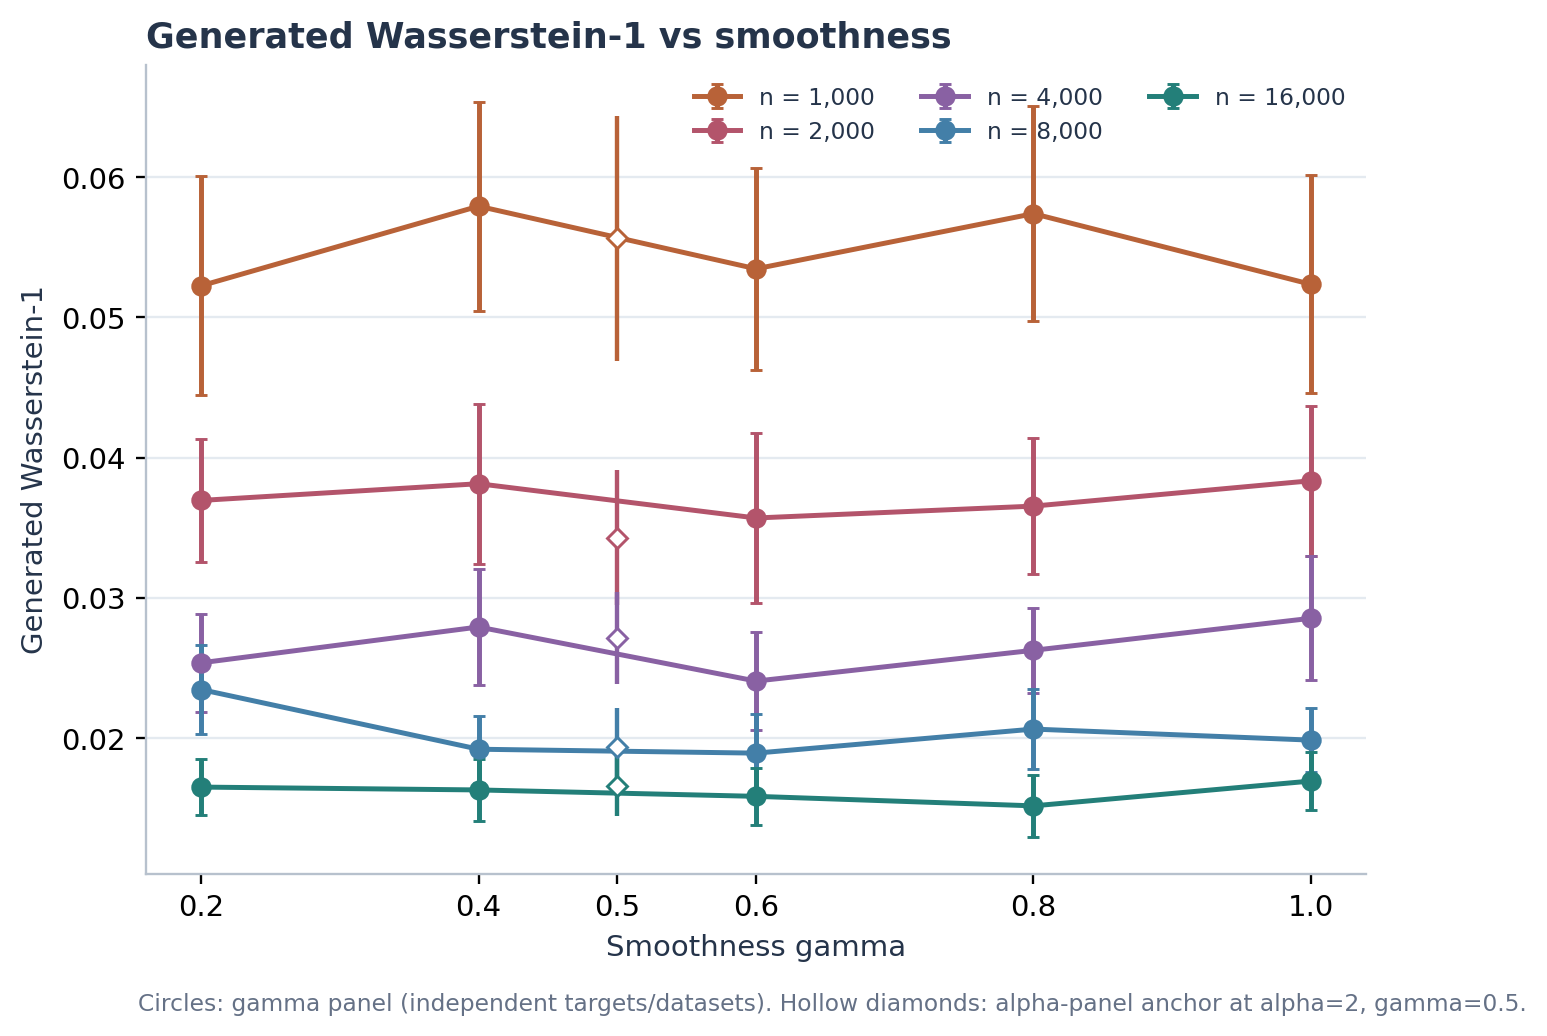 Generated Wasserstein-1 vs smoothness
n = 1,000
n = 2,000
n = 4,000
n = 8,000
n = 16,000
Generated Wasserstein-1
0.06
0.05
0.04
0.03
0.02
0.2 0.4 0.5 0.6 0.8 1.0
Smoothness gamma
Circles: gamma panel (independent targets/datasets). Hollow diamonds: alpha-panel anchor at alpha=2, gamma=0.5.